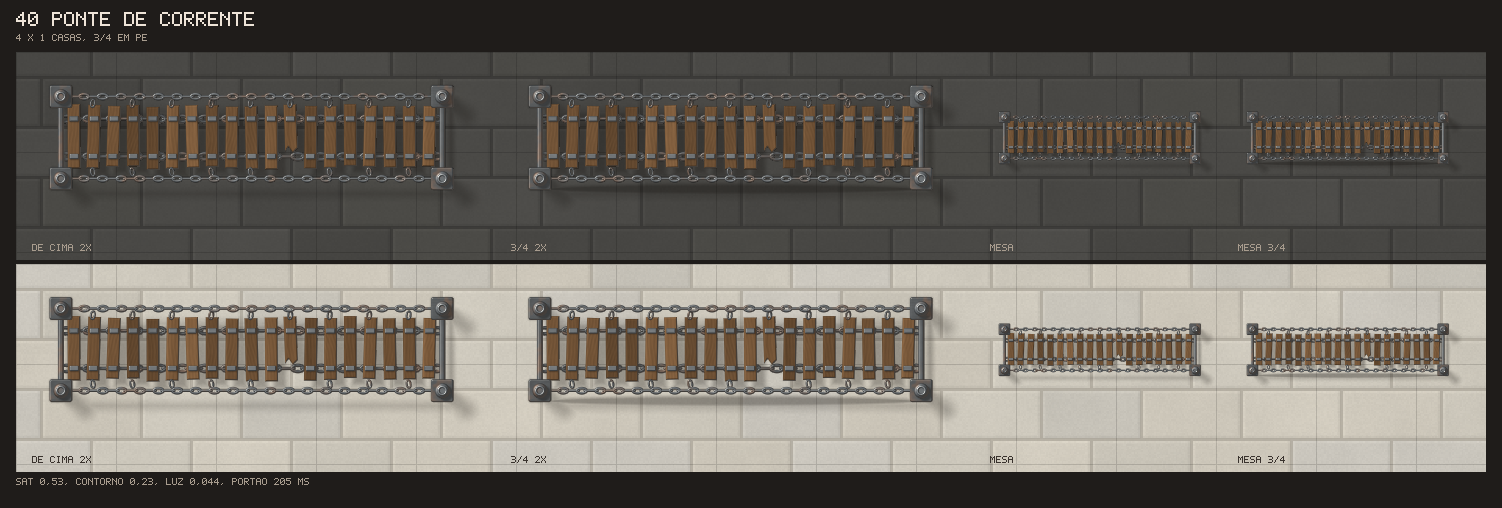 40 PONTE DE CORRENTE
4 X 1 CASAS, 3/4 EM PE
DE CIMA 2X
3/4 2X
MESA
MESA 3/4
DE CIMA 2X
3/4 2X
MESA
MESA 3/4
SAT 0,53, CONTORNO 0,23, LUZ 0,044, PORTAO 205 MS